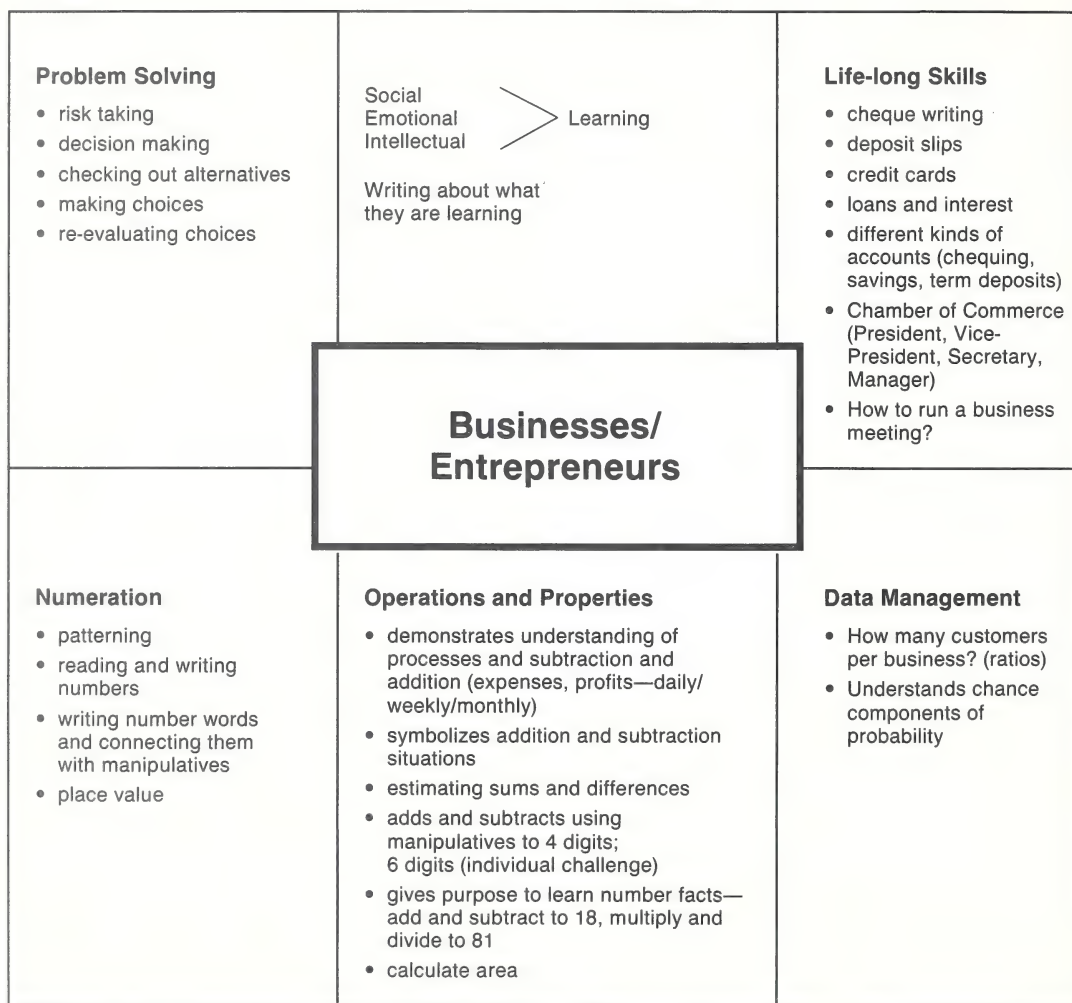 Problem Solving
• risk taking
• decision making
• checking out alternatives
• making choices
• re-evaluating choices
Social
Emotional
Intellectual
Learning
Writing about what
they are learning
Life-long Skills
• cheque writing
• deposit slips
• credit cards
• loans and interest
• different kinds of
accounts (chequing,
savings, term deposits)
• Chamber of Commerce
(President, Vice-
President, Secretary,
Manager)
• How to run a business
meeting?
Businesses/
Entrepreneurs
Numeration
• patterning
• reading and writing
numbers
• writing number words
and connecting them
with manipulatives
• place value
Operations and Properties
• demonstrates understanding of
processes and subtraction and
addition (expenses, profits—daily/
weekly/monthly)
• symbolizes addition and subtraction
situations
• estimating sums and differences
• adds and subtracts using
manipulatives to 4 digits;
6 digits (individual challenge)
• gives purpose to learn number facts—
add and subtract to 18, multiply and
divide to 81
• calculate area
Data Management
• How many customers
per business? (ratios)
• Understands chance
components of
probability